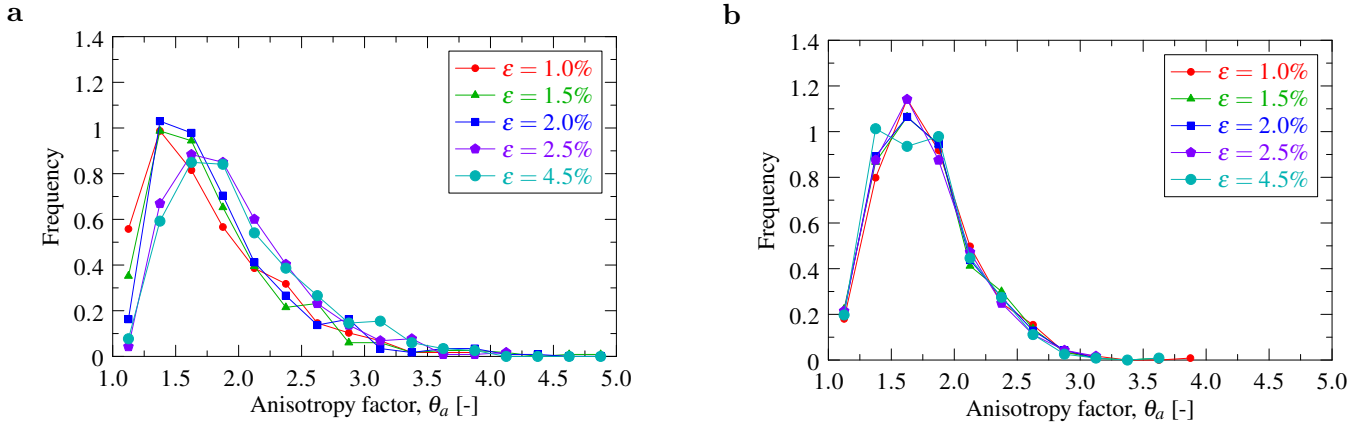 a
1.4
1.2
1
0.8
0.6
0.4
0.2
0
Frequency
1.0 1.5 2.0 2.5 3.0 3.5 4.0 4.5 5.0
Anisotropy factor, θa [-]
ε = 1.0%
ε = 1.5%
ε = 2.0%
ε = 2.5%
ε = 4.5%
b
1.4
1.2
1
0.8
0.6
0.4
0.2
0
Frequency
1.0 1.5 2.0 2.5 3.0 3.5 4.0 4.5 5.0
Anisotropy factor, θa [-]
ε = 1.0%
ε = 1.5%
ε = 2.0%
ε = 2.5%
ε = 4.5%